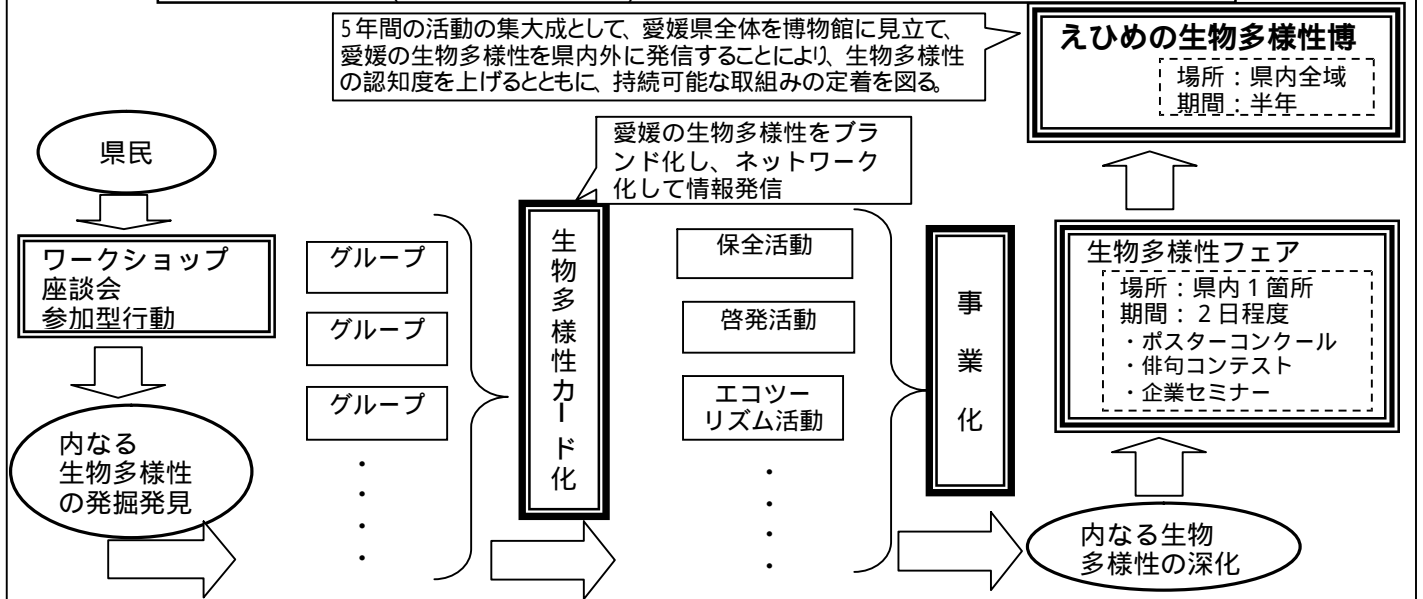 5年間の活動の集大成として、愛媛県全体を博物館に見立て、
愛媛の生物多様性を県内外に発信することにより、生物多様性
の認知度を上げるとともに、持続可能な取組みの定着を図る。
えひめの生物多様性博
場所：県内全域
期間：半年
県民
愛媛の生物多様性をブラ
ンド化し、ネットワーク
化して情報発信
ワークショップ
座談会
参加型行動
グループ
グループ
グループ
・
・
・
・
生物多様性カード化
保全活動
啓発活動
エコツー
リズム活動
・
・
・
・
事業化
生物多様性フェア
場所：県内1箇所
期間：2日程度
・ポスターコンクール
・俳句コンテスト
・企業セミナー
内なる
生物多様性
の発掘発見
内なる生物
多様性の深化